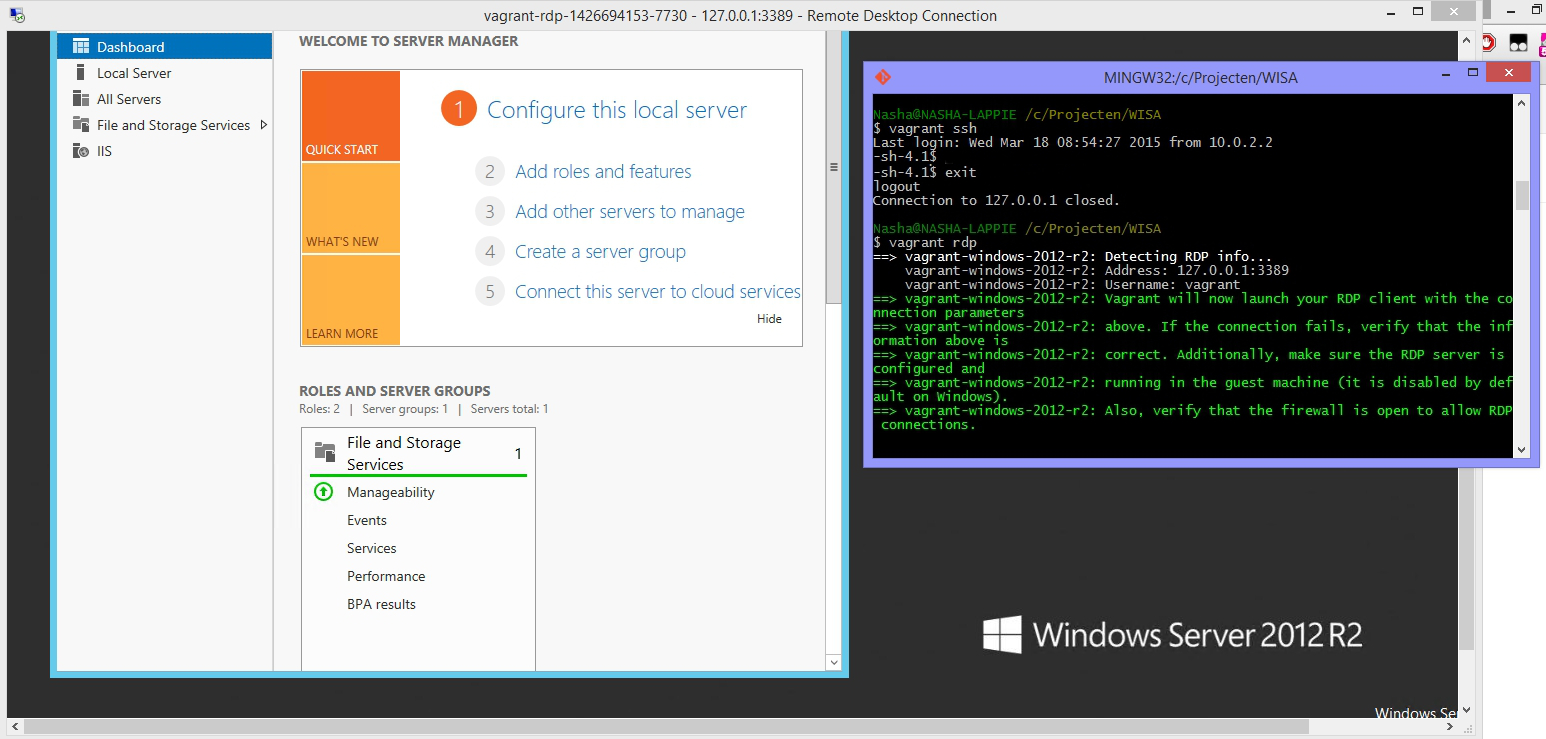 vagrant-rdp-1426694153-7730 - 127.0.0.1:3389 - Remote Desktop Connection
Dashboard
Local Server
All Servers
File and Storage Services
IIS
WELCOME TO SERVER MANAGER
QUICK START
WHAT'S NEW
LEARN MORE
1 Configure this local server
2 Add roles and features
3 Add other servers to manage
4 Create a server group
5 Connect this server to cloud services
Hide
ROLES AND SERVER GROUPS
Roles: 2 | Server groups: 1 | Servers total: 1
File and Storage
Services
1
Manageability
Events
Services
Performance
BPA results
MINGW32:/c/Projecten/WISA
Nasha@NASHA-LAPPIE /c/Projecten/WISA
$ vagrant ssh
Last login: Wed Mar 18 08:54:27 2015 from 10.0.2.2
-sh-4.1$
-sh-4.1$ exit
logout
Connection to 127.0.0.1 closed.
Nasha@NASHA-LAPPIE /c/Projecten/WISA
$ vagrant rdp
==> vagrant-windows-2012-r2: Detecting RDP info...
vagrant-windows-2012-r2: Address: 127.0.0.1:3389
vagrant-windows-2012-r2: Username: vagrant
==> vagrant-windows-2012-r2: Vagrant will now launch your RDP client with the co
nnection parameters
==> vagrant-windows-2012-r2: above. If the connection fails, verify that the inf
ormation above is
==> vagrant-windows-2012-r2: correct. Additionally, make sure the RDP server is
configured and
==> vagrant-windows-2012-r2: running in the guest machine (it is disabled by def
ault on Windows).
==> vagrant-windows-2012-r2: Also, verify that the firewall is open to allow RDP
connections.
Windows Server 2012 R2
Windows Se